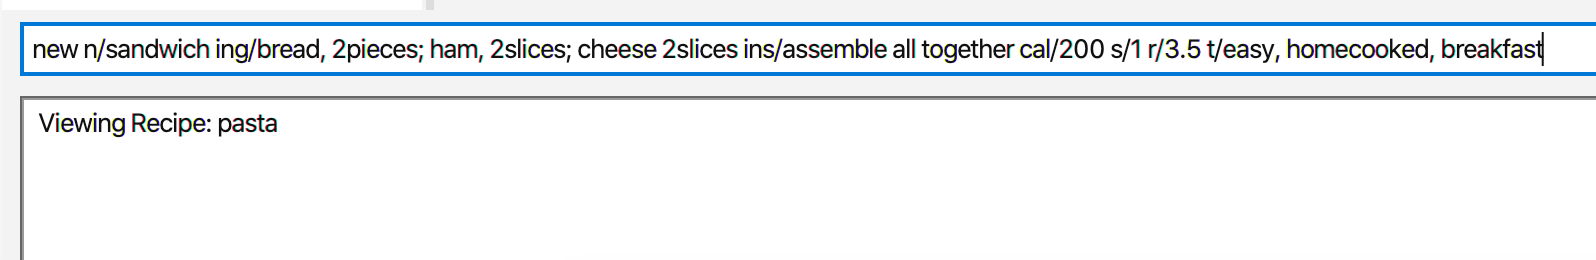 new n/sandwich ing/bread, 2pieces; ham, 2slices; cheese 2slices ins/assemble all together cal/200 s/1 r/3.5 t/easy, homecooked, breakfast
Viewing Recipe: pasta